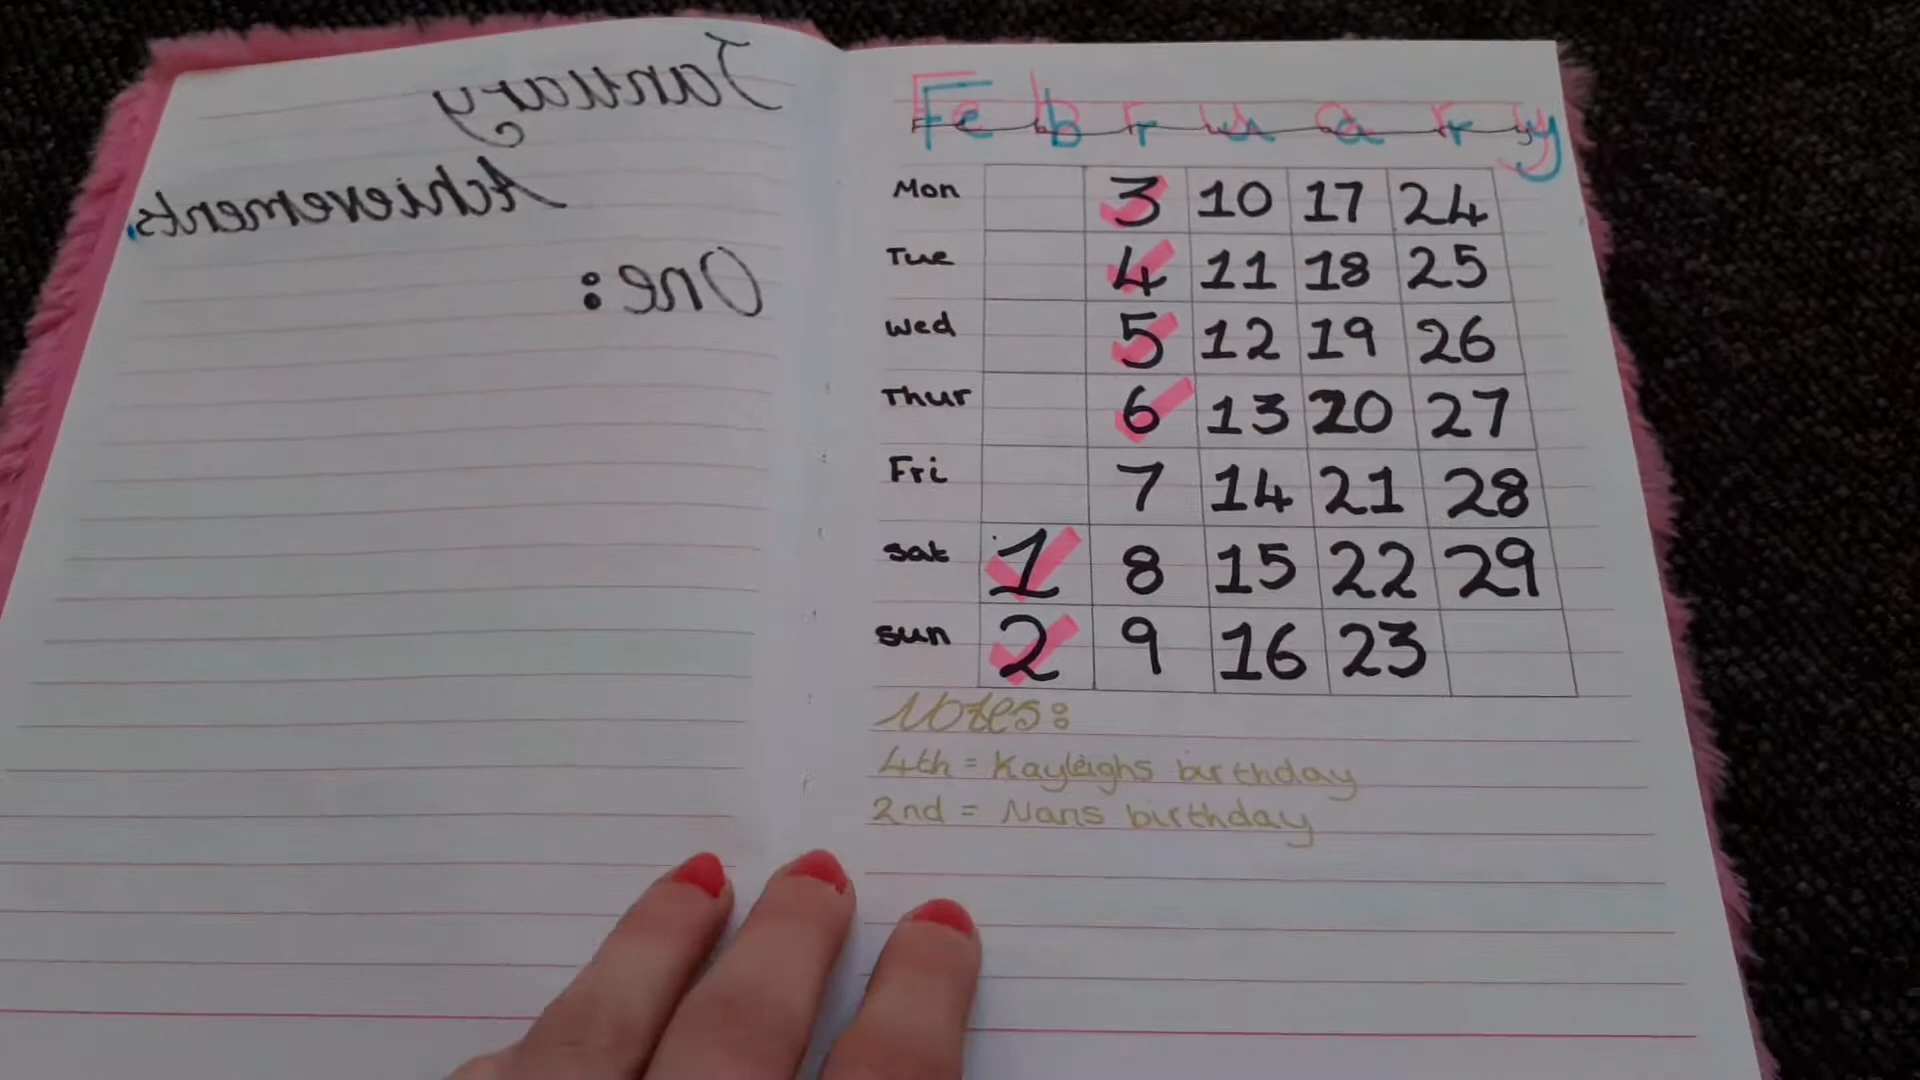 January
Achievements.
One:
February
Mon 3 10 17 24
Tue 4 11 18 25
Wed 5 12 19 26
Thur 6 13 20 27
Fri 7 14 21 28
Sat 1 8 15 22 29
Sun 2 9 16 23
Notes:
4th = Kayleighs birthday
2nd = Nans birthday